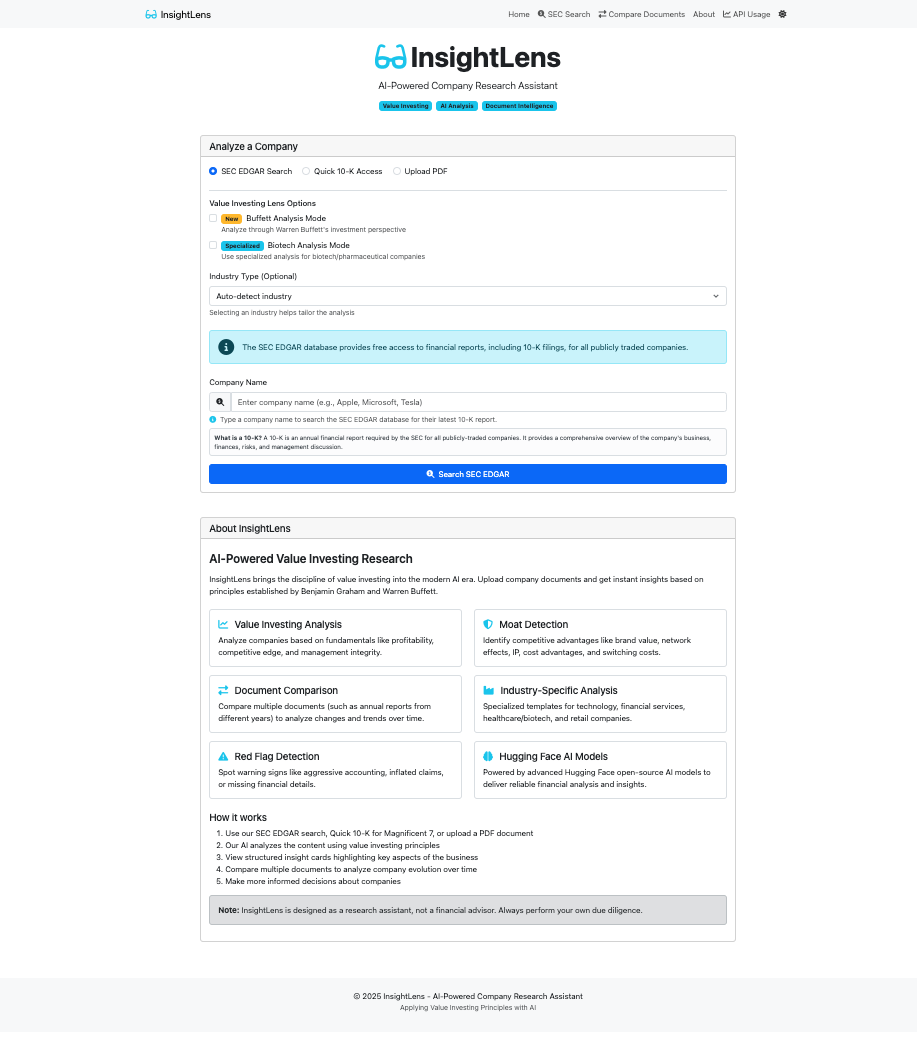 InsightLens
Home SEC Search Compare Documents About API Usage
InsightLens
AI-Powered Company Research Assistant
Value Investing AI Analysis Document Intelligence
Analyze a Company
SEC EDGAR Search Quick 10-K Access Upload PDF
Value Investing Lens Options
New Buffett Analysis Mode
Analyze through Warren Buffett's investment perspective
Specialized Biotech Analysis Mode
Use specialized analysis for biotech/pharmaceutical companies
Industry Type (Optional)
Auto-detect industry
Selecting an industry helps tailor the analysis
The SEC EDGAR database provides free access to financial reports, including 10-K filings, for all publicly traded companies.
Company Name
Enter company name (e.g., Apple, Microsoft, Tesla)
Type a company name to search the SEC EDGAR database for their latest 10-K report.
What is a 10-K? A 10-K is an annual financial report required by the SEC for all publicly-traded companies. It provides a comprehensive overview of the company's business,
finances, risks, and management discussion.
Search SEC EDGAR
About InsightLens
AI-Powered Value Investing Research
InsightLens brings the discipline of value investing into the modern AI era. Upload company documents and get instant insights based on
principles established by Benjamin Graham and Warren Buffett.
Value Investing Analysis
Analyze companies based on fundamentals like profitability,
competitive edge, and management integrity.
Moat Detection
Identify competitive advantages like brand value, network
effects, IP, cost advantages, and switching costs.
Document Comparison
Compare multiple documents (such as annual reports from
different years) to analyze changes and trends over time.
Industry-Specific Analysis
Specialized templates for technology, financial services,
healthcare/biotech, and retail companies.
Red Flag Detection
Spot warning signs like aggressive accounting, inflated claims,
or missing financial details.
Hugging Face AI Models
Powered by advanced Hugging Face open-source AI models to
deliver reliable financial analysis and insights.
How it works
1. Use our SEC EDGAR search, Quick 10-K for Magnificent 7, or upload a PDF document
2. Our AI analyzes the content using value investing principles
3. View structured insight cards highlighting key aspects of the business
4. Compare multiple documents to analyze company evolution over time
5. Make more informed decisions about companies
Note: InsightLens is designed as a research assistant, not a financial advisor. Always perform your own due diligence.
© 2025 InsightLens - AI-Powered Company Research Assistant
Applying Value Investing Principles with AI